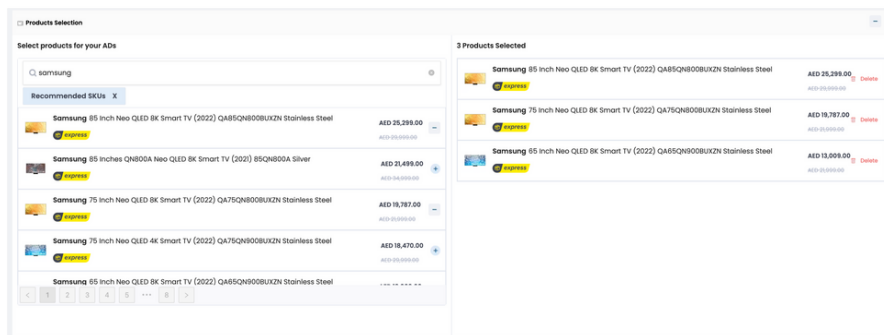 Products Selection
Select products for your ADs
samsung
Recommended SKUs X
Samsung 85 Inch Neo QLED 8K Smart TV (2022) QA85QN800BUXZN Stainless Steel
AED 25,299.00
express
Samsung 85 Inches QN800A Neo QLED 8K Smart TV (2021) 85QN800A Silver
AED 21,499.00
express
Samsung 75 Inch Neo QLED 8K Smart TV (2022) QA75QN800BUXZN Stainless Steel
AED 19,787.00
express
Samsung 75 Inch Neo QLED 4K Smart TV (2022) QA75QN900BUXZN Stainless Steel
AED 18,470.00
express
Samsung 65 Inch Neo QLED 8K Smart TV (2022) QA65QN900BUXZN Stainless Steel
< 1 2 3 4 5 ••• 8 >
3 Products Selected
Samsung 85 Inch Neo QLED 8K Smart TV (2022) QA85QN800BUXZN Stainless Steel
AED 25,299.00
Delete
express
Samsung 75 Inch Neo QLED 8K Smart TV (2022) QA75QN800BUXZN Stainless Steel
AED 19,787.00
Delete
express
Samsung 65 Inch Neo QLED 8K Smart TV (2022) QA65QN900BUXZN Stainless Steel
AED 13,009.00
Delete
express